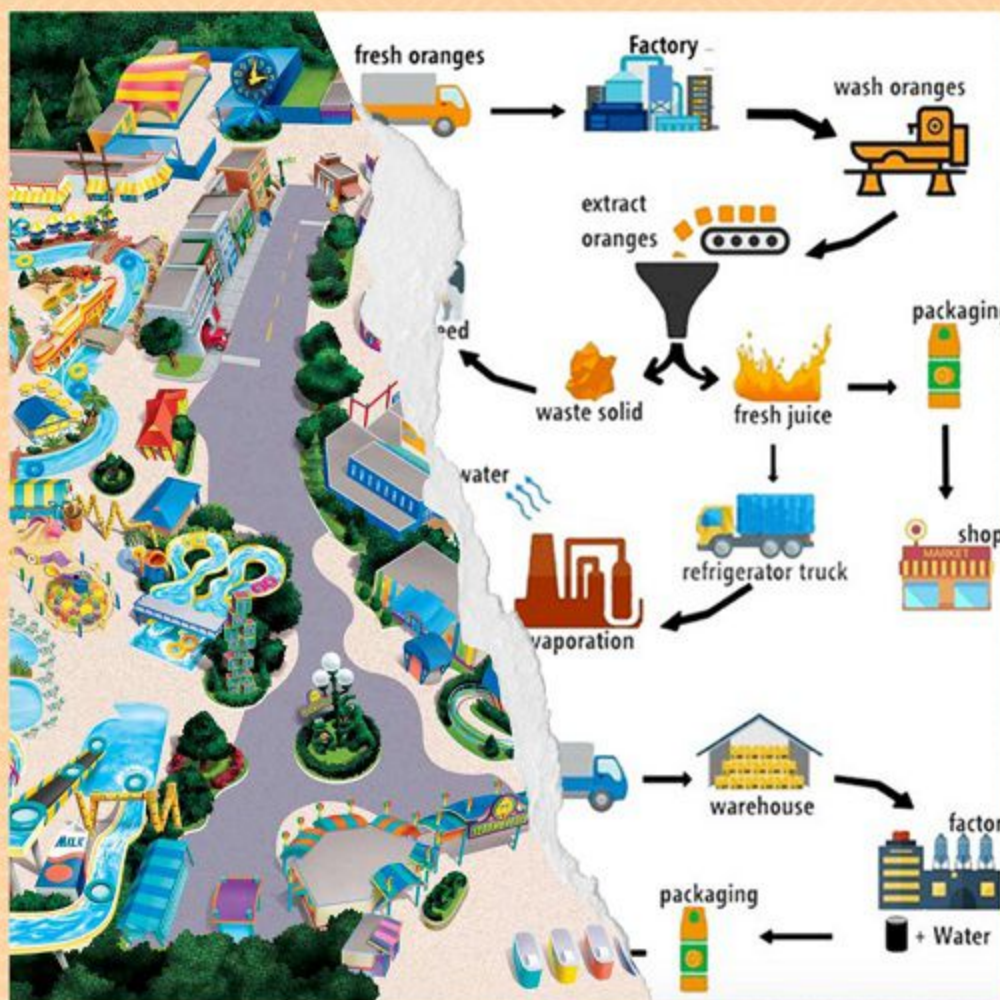 fresh oranges
Factory
wash oranges
extract
oranges
packagin
eed
waste solid
fresh juice
water
shop
MARKET
refrigerator truck
vaporation
warehouse
factor
MILK
packaging
+ Water